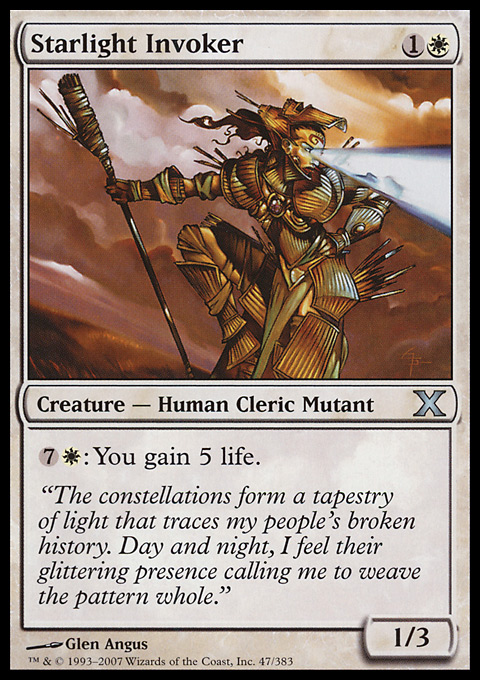 Starlight Invoker 1
Creature — Human Cleric Mutant X
7 : You gain 5 life.
“The constellations form a tapestry
of light that traces my people’s broken
history. Day and night, I feel their
glittering presence calling me to weave
the pattern whole.”
Glen Angus
1/3
™ & © 1993–2007 Wizards of the Coast, Inc. 47/383